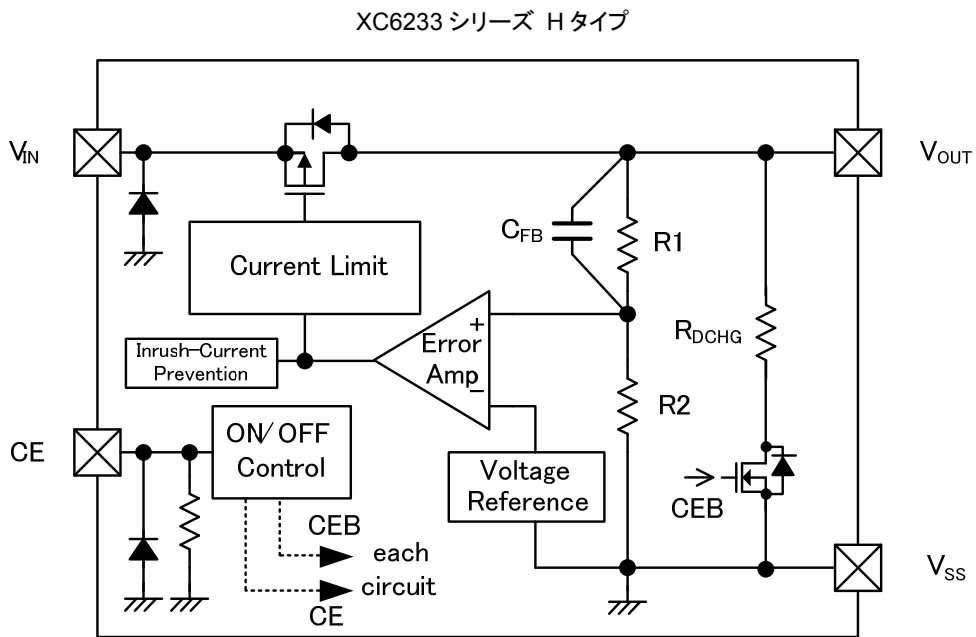 XC6233 シリーズ H タイプ
VIN
VOUT
CFB
R1
Current Limit
RDCHG
+
Error
Amp
−
Inrush-Current
Prevention
R2
CE
ON/OFF
Control
Voltage
Reference
CEB
CEB
each
circuit
CE
VSS